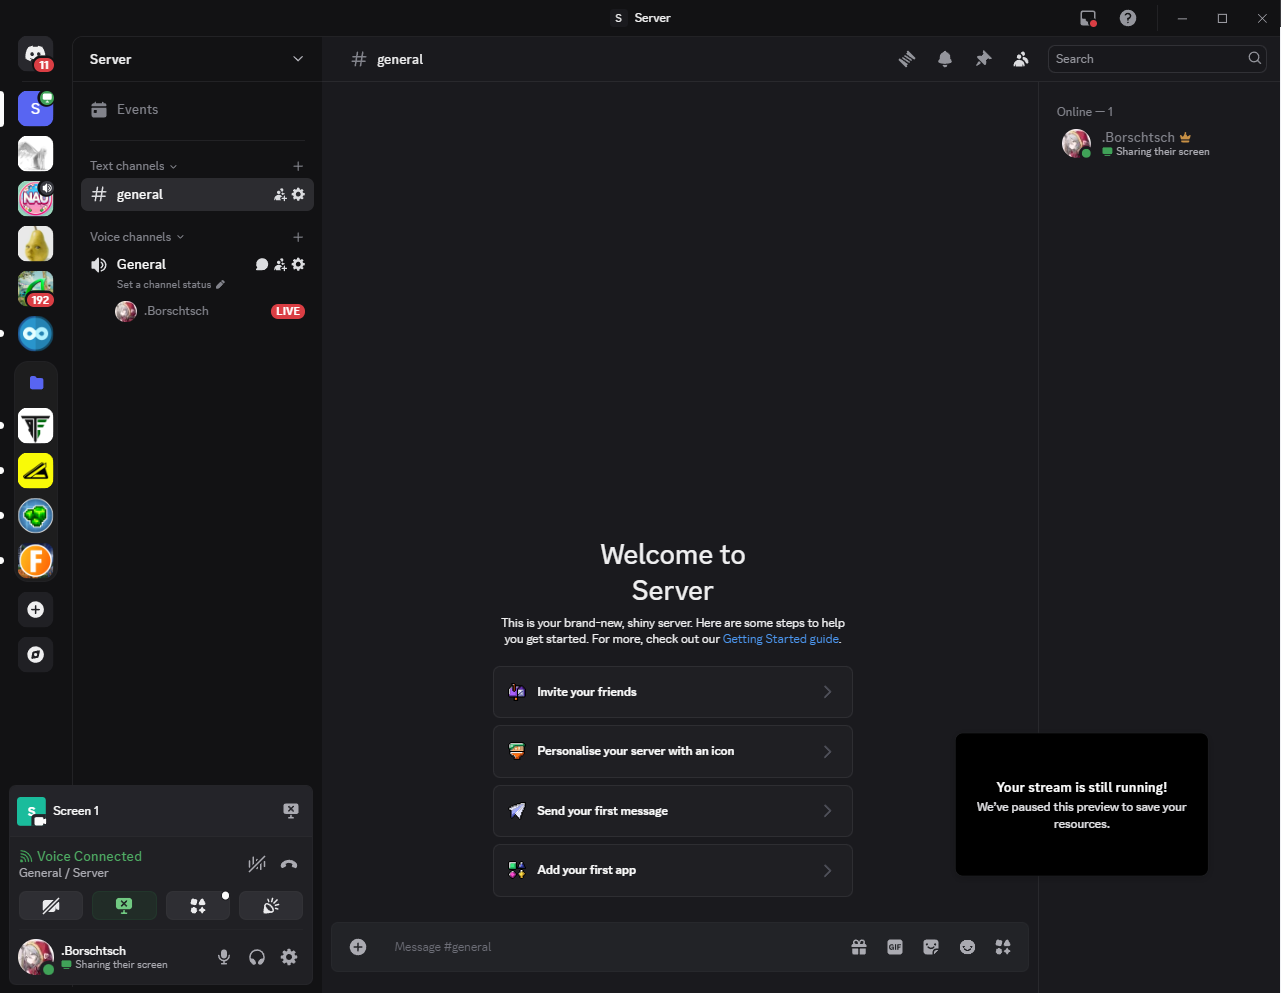 S Server
11
Server
general
Search
S
Events
Online — 1
.Borschtsch
Sharing their screen
Text channels
general
NAO
Voice channels
General
Set a channel status
192
.Borschtsch
LIVE
F
Welcome to
Server
This is your brand-new, shiny server. Here are some steps to help
you get started. For more, check out our Getting Started guide.
Invite your friends
Personalise your server with an icon
Send your first message
Add your first app
Your stream is still running!
We've paused this preview to save your
resources.
S
Screen 1
Voice Connected
General / Server
.Borschtsch
Sharing their screen
Message #general
GIF